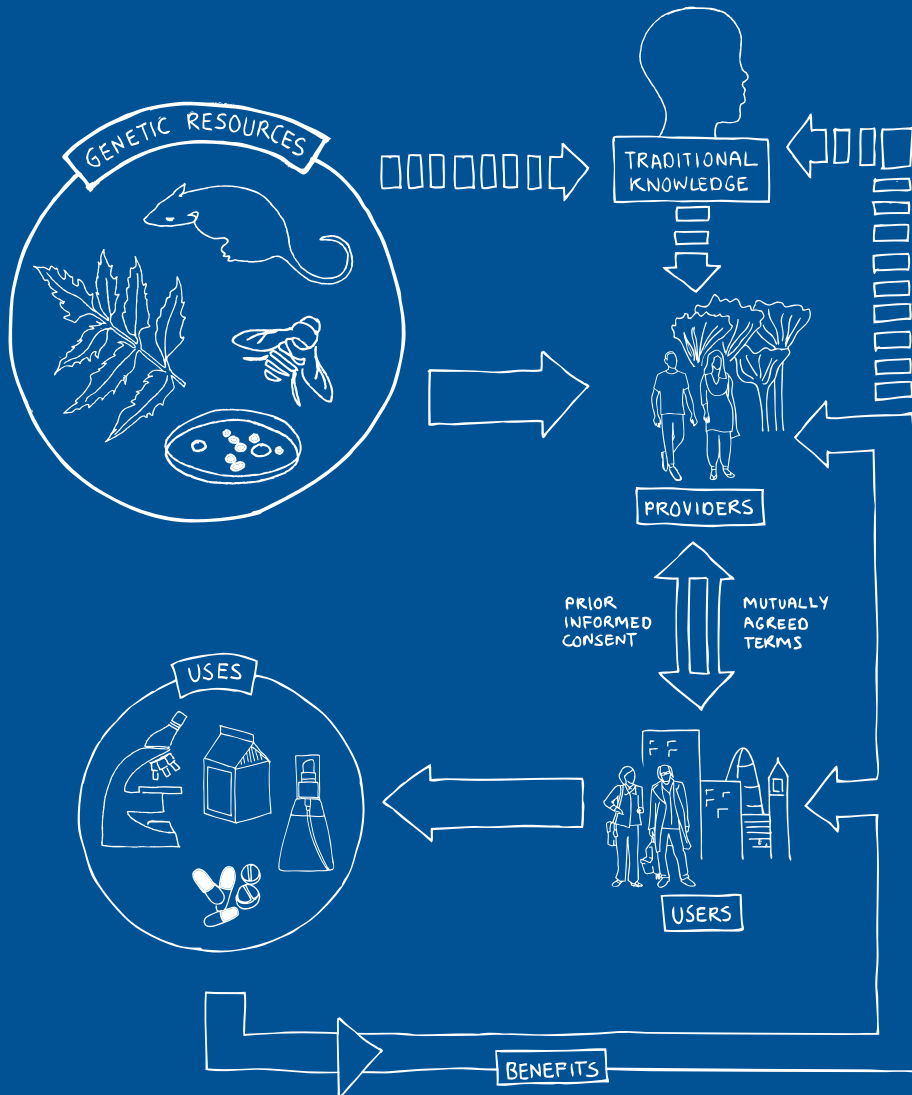 GENETIC RESOURCES
TRADITIONAL
KNOWLEDGE
PROVIDERS
PRIOR
INFORMED
CONSENT
MUTUALLY
AGREED
TERMS
USES
USERS
BENEFITS